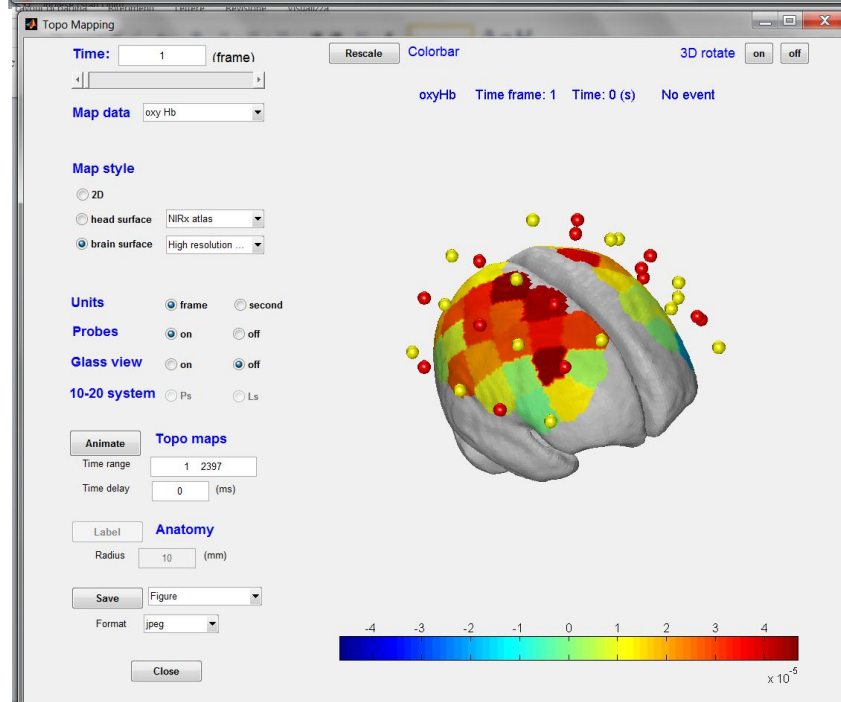 Topo Mapping
Time: 1 (frame)
Rescale Colorbar
3D rotate on off
oxyHb Time frame: 1 Time: 0 (s) No event
Map data oxy Hb
Map style
2D
head surface NIRx atlas
brain surface High resolution ...
Units frame second
Probes on off
Glass view on off
10-20 system Ps Ls
Animate Topo maps
Time range 1 2397
Time delay 0 (ms)
Label Anatomy
Radius 10 (mm)
Save Figure
Format jpeg
Close
-4 -3 -2 -1 0 1 2 3 4
x 10-5